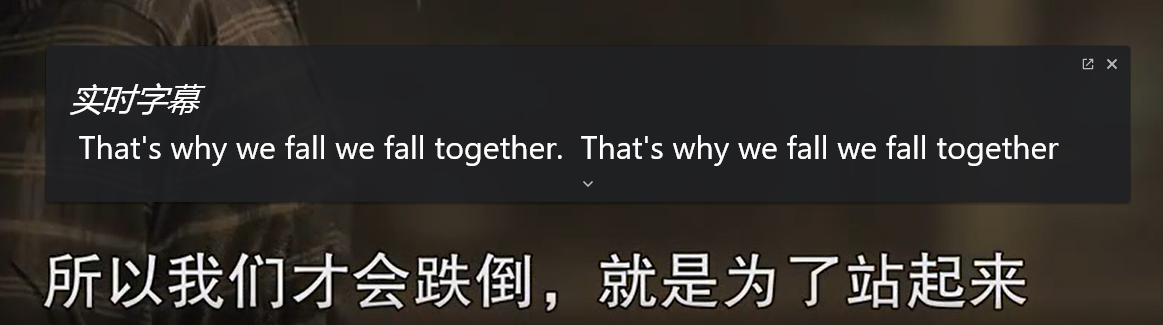 实时字幕
That's why we fall we fall together.  That's why we fall we fall together
所以我们才会跌倒，就是为了站起来